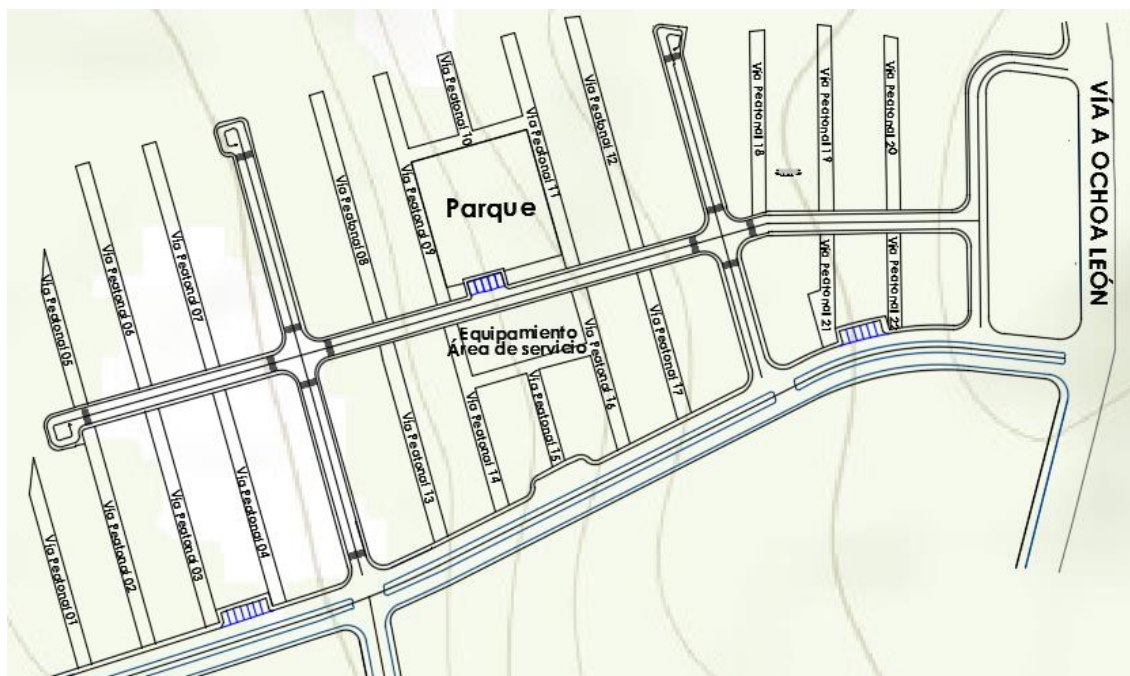 Vía Peatonal 01
Vía Peatonal 02
Vía Peatonal 03
Vía Peatonal 04
Vía Peatonal 05
Vía Peatonal 06
Vía Peatonal 07
Vía Peatonal 08
Vía Peatonal 09
Vía Peatonal 10
Vía Peatonal 11
Vía Peatonal 12
Vía Peatonal 13
Vía Peatonal 14
Vía Peatonal 15
Vía Peatonal 16
Vía Peatonal 17
Vía Peatonal 18
Vía Peatonal 19
Vía Peatonal 20
Vía Peatonal 21
Vía Peatonal 22
Parque
Equipamiento
Área de servicio
VÍA A OCHOA LEÓN